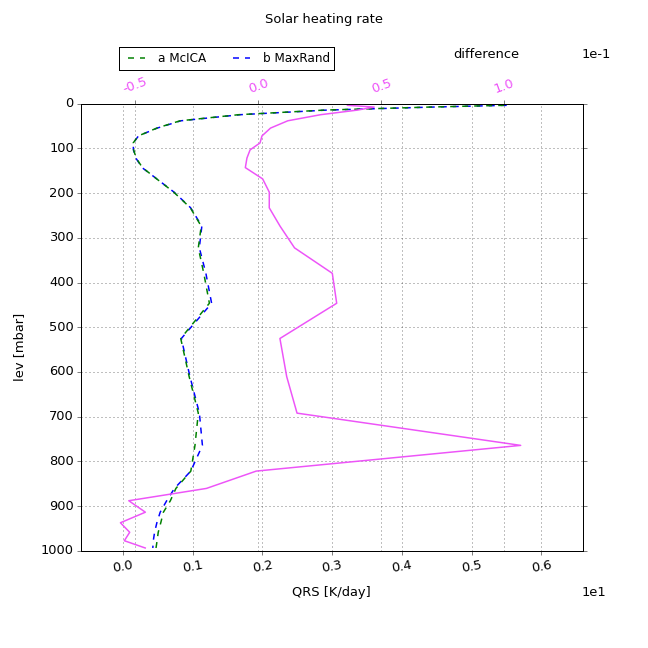 Solar heating rate
a McICA b MaxRand
difference 1e-1
-0.5 0.0 0.5 1.0
0
100
200
300
400
500
600
700
800
900
1000
lev [mbar]
0.0 0.1 0.2 0.3 0.4 0.5 0.6
QRS [K/day] 1e1